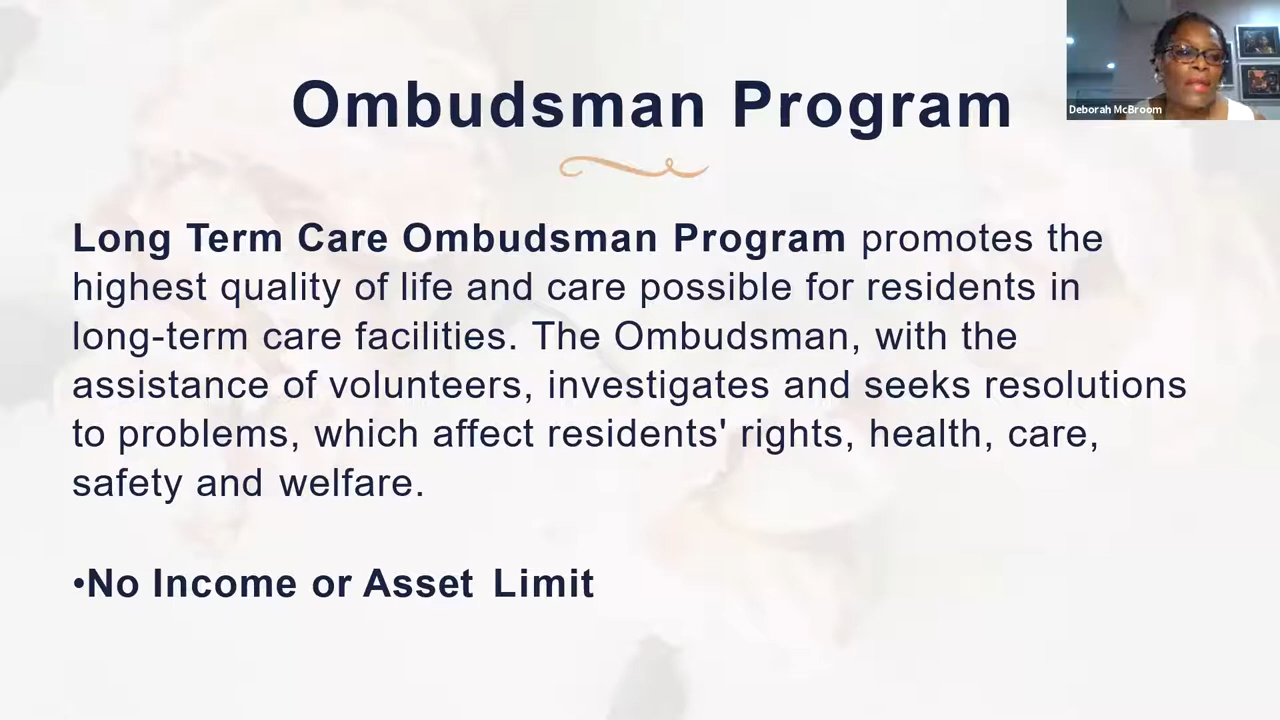 Ombudsman Program
Deborah McBroom
Long Term Care Ombudsman Program promotes the
highest quality of life and care possible for residents in
long-term care facilities. The Ombudsman, with the
assistance of volunteers, investigates and seeks resolutions
to problems, which affect residents' rights, health, care,
safety and welfare.
•No Income or Asset Limit